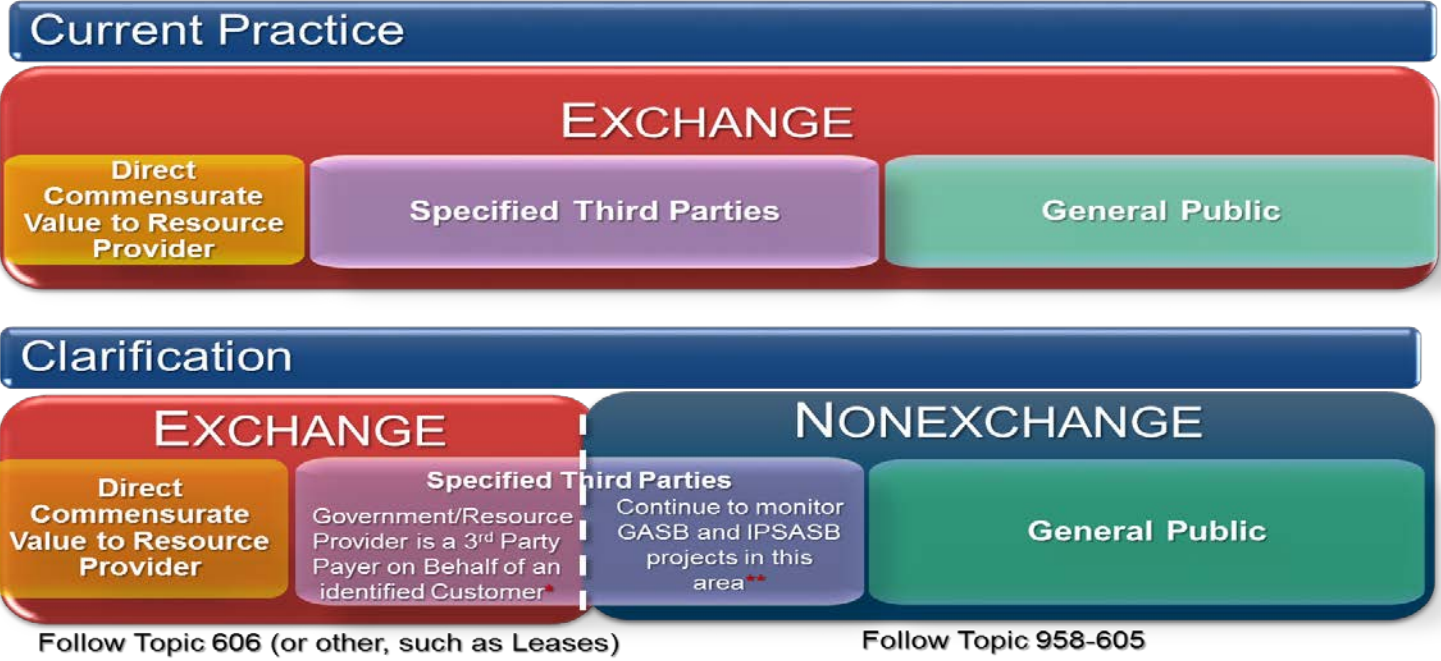 Current Practice
EXCHANGE
Direct
Commensurate
Value to Resource
Provider
Specified Third Parties
General Public
Clarification
EXCHANGE
NONEXCHANGE
Direct
Commensurate
Value to Resource
Provider
Specified Third Parties
Government/Resource
Provider is a 3rd Party
Payer on Behalf of an
identified Customer*
Continue to monitor
GASB and IPSASB
projects in this
area**
General Public
Follow Topic 606 (or other, such as Leases)
Follow Topic 958-605